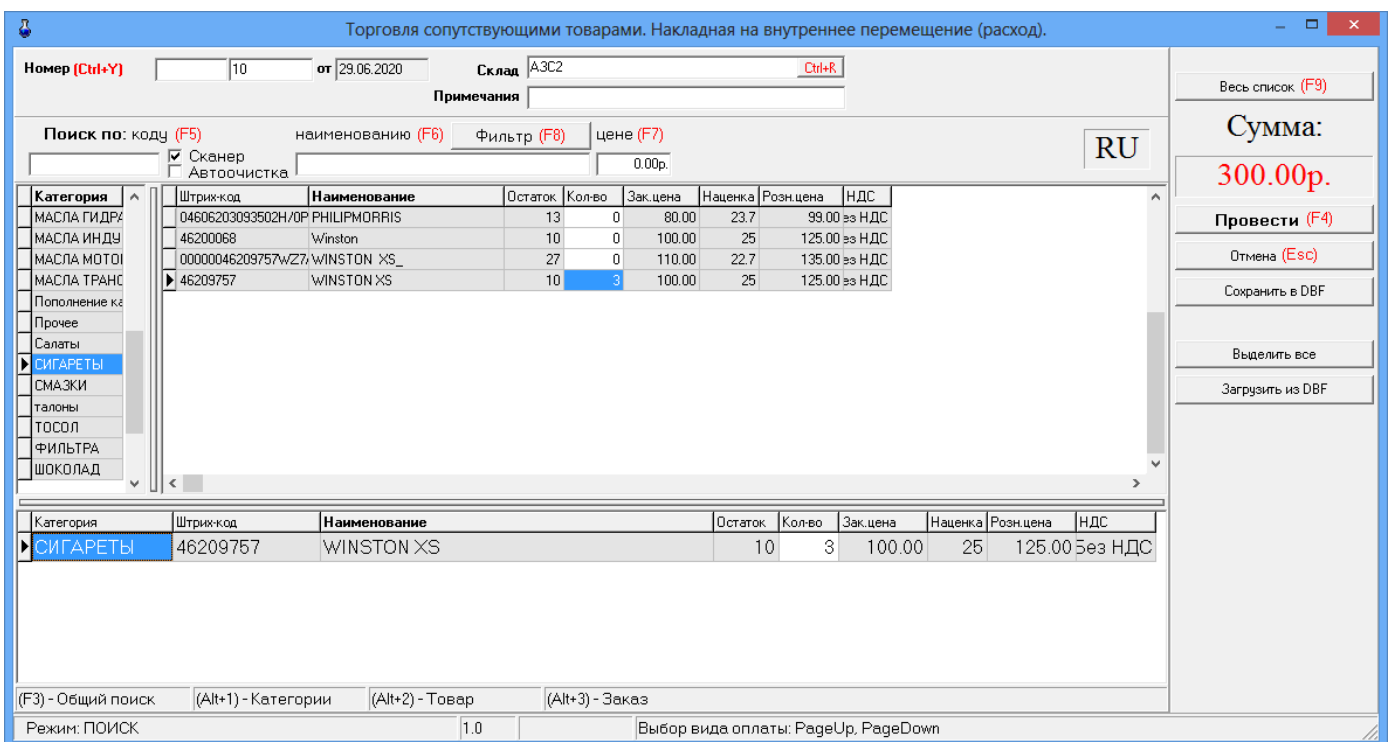 Торговля сопутствующими товарами. Накладная на внутреннее перемещение (расход).
Номер (Ctrl+Y) 10 от 29.06.2020 Склад АЗС2 Ctrl+R
Примечания
Поиск по: коду (F5) наименованию (F6) Фильтр (F8) цене (F7)
Сканер
Автоочистка 0.00р.
RU
Категория
МАСЛА ГИДРА
МАСЛА ИНДУ
МАСЛА МОТОІ
МАСЛА ТРАНС
Пополнение ка
Прочее
Салаты
СИГАРЕТЫ
СМАЗКИ
талоны
ТОСОЛ
ФИЛЬТРА
ШОКОЛАД
Штрих-код Наименование Остаток Кол-во Зак.цена Наценка Розн.цена НДС
04606203093502H/0P PHILIPMORRIS 13 0 80.00 23.7 99.00 ез НДС
46200068 Winston 10 0 100.00 25 125.00 ез НДС
00000046209757WZ7/ WINSTON XS_ 27 0 110.00 22.7 135.00 ез НДС
46209757 WINSTON XS 10 3 100.00 25 125.00 ез НДС
Категория Штрих-код Наименование Остаток Кол-во Зак.цена Наценка Розн.цена НДС
СИГАРЕТЫ 46209757 WINSTON XS 10 3 100.00 25 125.00 Без НДС
(F3) - Общий поиск (Alt+1) - Категории (Alt+2) - Товар (Alt+3) - Заказ
Режим: ПОИСК 1.0 Выбор вида оплаты: PageUp, PageDown
Весь список (F9)
Сумма:
300.00р.
Провести (F4)
Отмена (Esc)
Сохранить в DBF
Выделить все
Загрузить из DBF